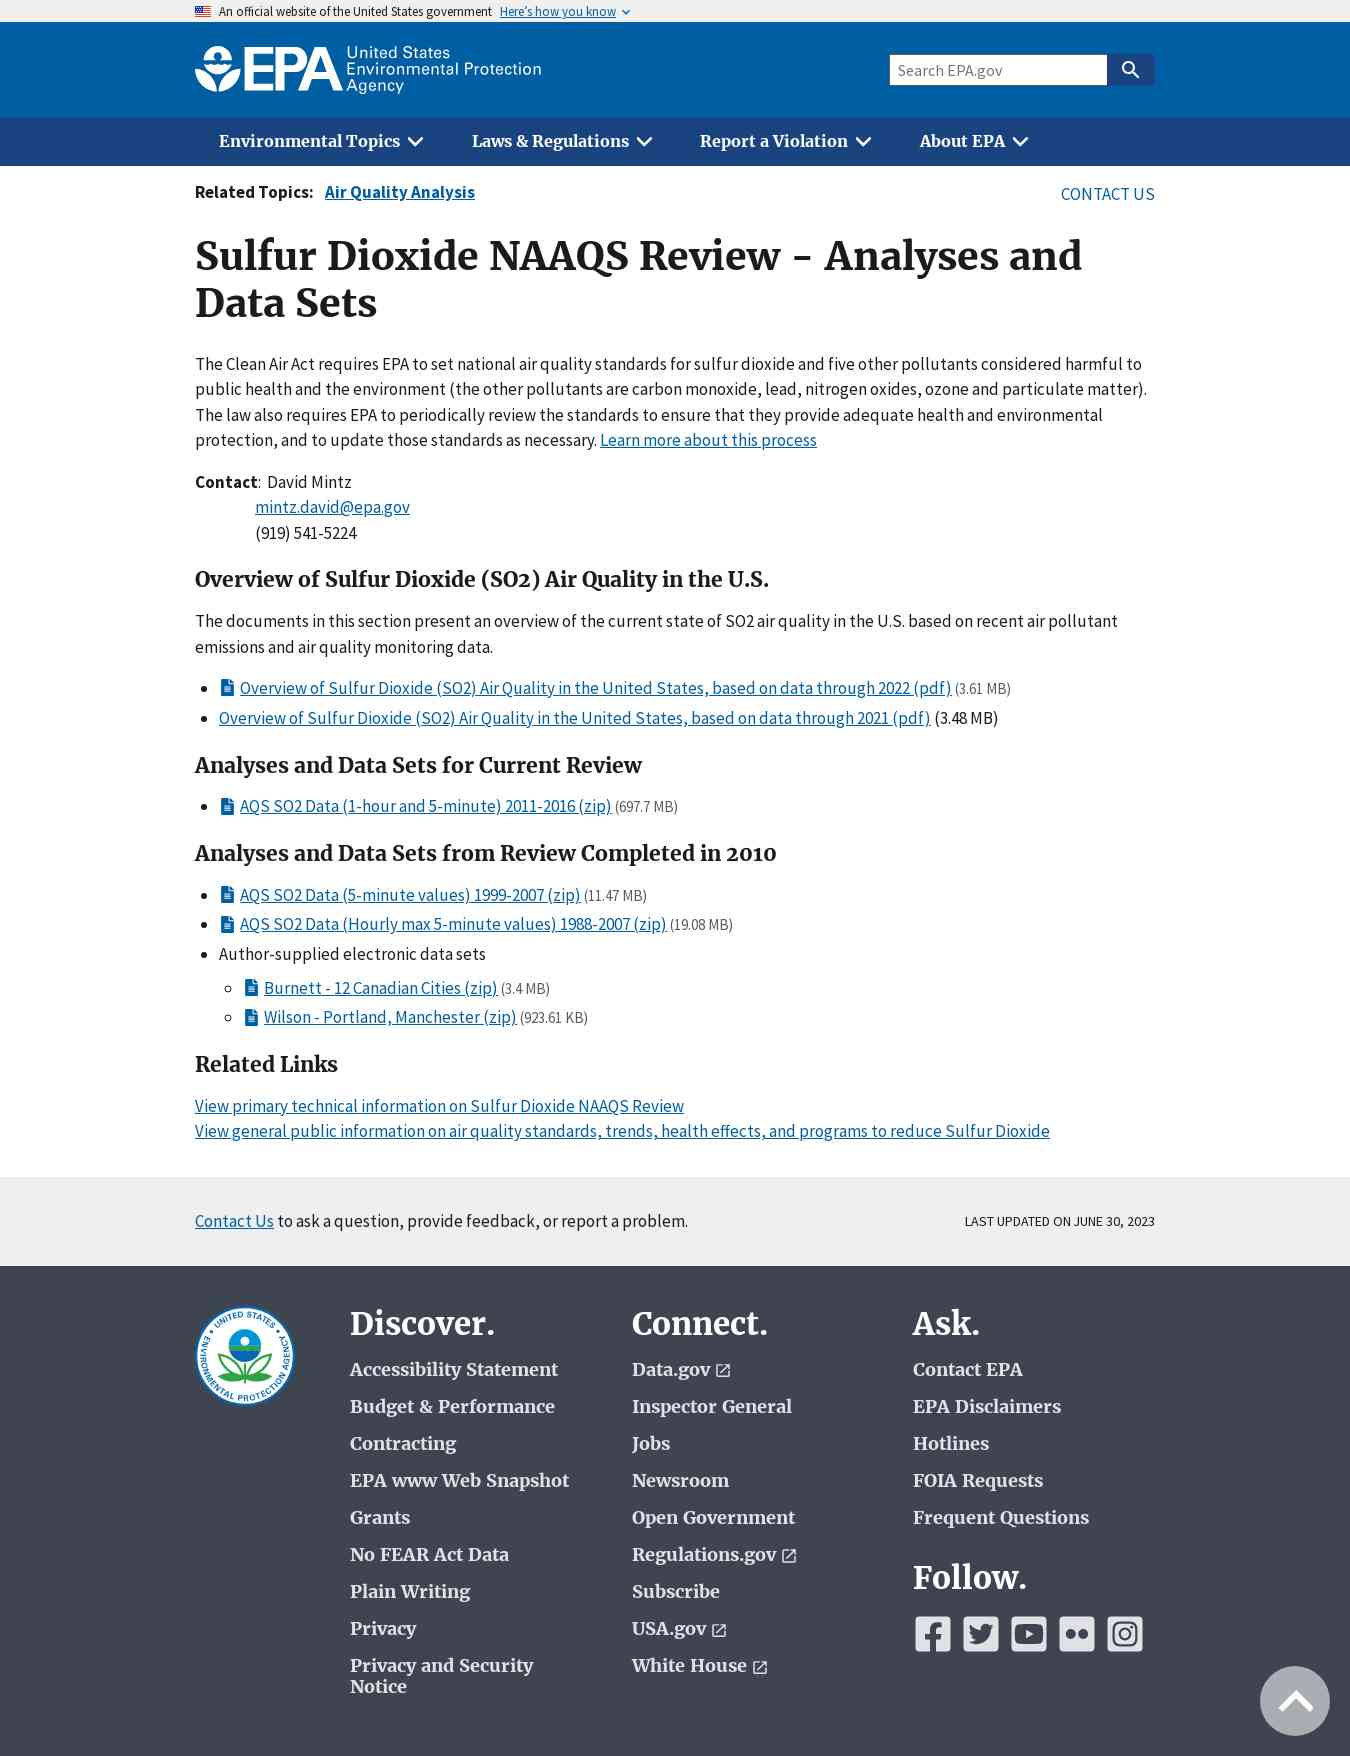 An official website of the United States government Here’s how you know
EPA United States
Environmental Protection
Agency
Search EPA.gov
Environmental Topics
Laws & Regulations
Report a Violation
About EPA
Related Topics: Air Quality Analysis
CONTACT US
Sulfur Dioxide NAAQS Review - Analyses and
Data Sets
The Clean Air Act requires EPA to set national air quality standards for sulfur dioxide and five other pollutants considered harmful to
public health and the environment (the other pollutants are carbon monoxide, lead, nitrogen oxides, ozone and particulate matter).
The law also requires EPA to periodically review the standards to ensure that they provide adequate health and environmental
protection, and to update those standards as necessary. Learn more about this process
Contact: David Mintz
mintz.david@epa.gov
(919) 541-5224
Overview of Sulfur Dioxide (SO2) Air Quality in the U.S.
The documents in this section present an overview of the current state of SO2 air quality in the U.S. based on recent air pollutant
emissions and air quality monitoring data.
Overview of Sulfur Dioxide (SO2) Air Quality in the United States, based on data through 2022 (pdf) (3.61 MB)
Overview of Sulfur Dioxide (SO2) Air Quality in the United States, based on data through 2021 (pdf) (3.48 MB)
Analyses and Data Sets for Current Review
AQS SO2 Data (1-hour and 5-minute) 2011-2016 (zip) (697.7 MB)
Analyses and Data Sets from Review Completed in 2010
AQS SO2 Data (5-minute values) 1999-2007 (zip) (11.47 MB)
AQS SO2 Data (Hourly max 5-minute values) 1988-2007 (zip) (19.08 MB)
Author-supplied electronic data sets
Burnett - 12 Canadian Cities (zip) (3.4 MB)
Wilson - Portland, Manchester (zip) (923.61 KB)
Related Links
View primary technical information on Sulfur Dioxide NAAQS Review
View general public information on air quality standards, trends, health effects, and programs to reduce Sulfur Dioxide
Contact Us to ask a question, provide feedback, or report a problem.
LAST UPDATED ON JUNE 30, 2023
UNITED STATES
ENVIRONMENTAL PROTECTION AGENCY
Discover.
Accessibility Statement
Budget & Performance
Contracting
EPA www Web Snapshot
Grants
No FEAR Act Data
Plain Writing
Privacy
Privacy and Security
Notice
Connect.
Data.gov
Inspector General
Jobs
Newsroom
Open Government
Regulations.gov
Subscribe
USA.gov
White House
Ask.
Contact EPA
EPA Disclaimers
Hotlines
FOIA Requests
Frequent Questions
Follow.